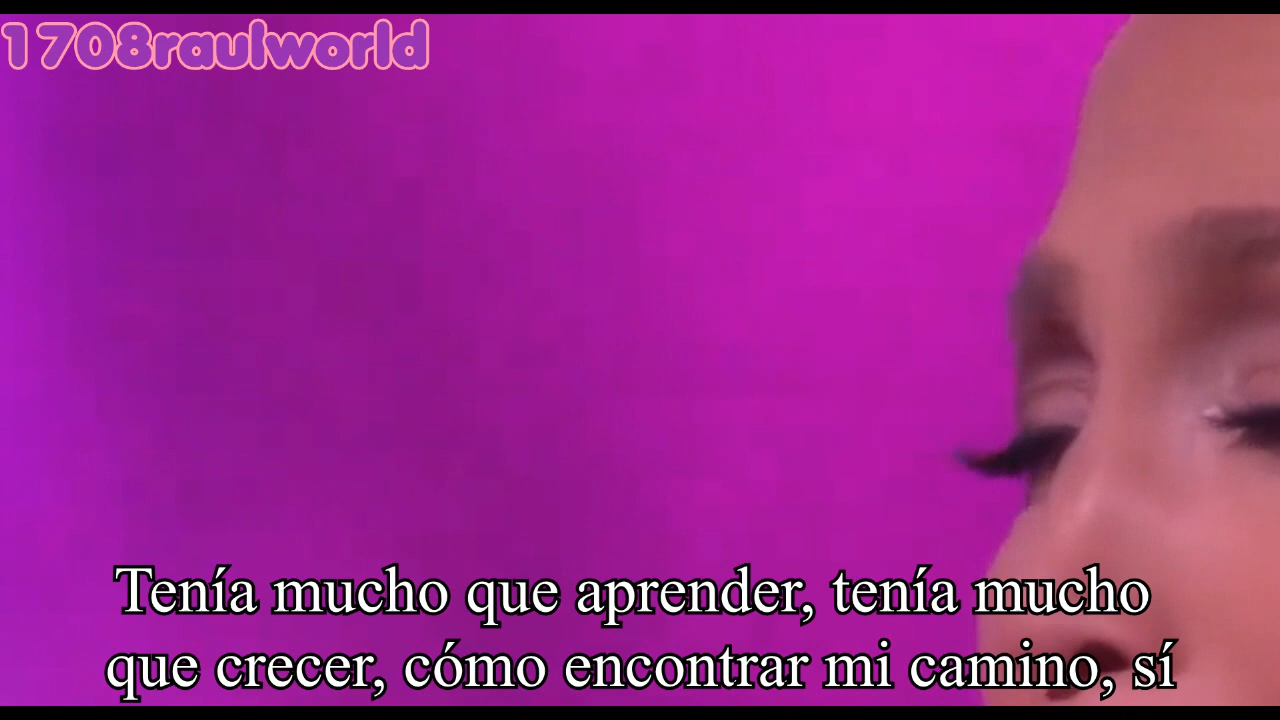 1708raulworld
Tenía mucho que aprender, tenía mucho
que crecer, cómo encontrar mi camino, sí